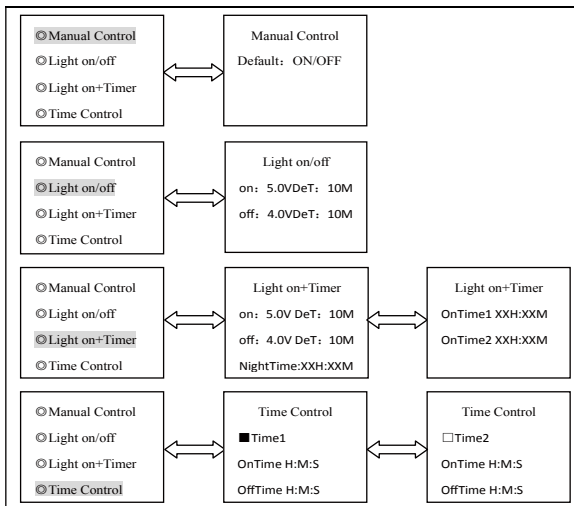 ◎Manual Control
◎Light on/off
◎Light on+Timer
◎Time Control
Manual Control
Default：ON/OFF
◎Manual Control
◎Light on/off
◎Light on+Timer
◎Time Control
Light on/off
on：5.0VDeT：10M
off：4.0VDeT：10M
◎Manual Control
◎Light on/off
◎Light on+Timer
◎Time Control
Light on+Timer
on：5.0V DeT：10M
off：4.0V DeT：10M
NightTime:XXH:XXM
Light on+Timer
OnTime1 XXH:XXM
OnTime2 XXH:XXM
◎Manual Control
◎Light on/off
◎Light on+Timer
◎Time Control
Time Control
■Time1
OnTime H:M:S
OffTime H:M:S
Time Control
□Time2
OnTime H:M:S
OffTime H:M:S